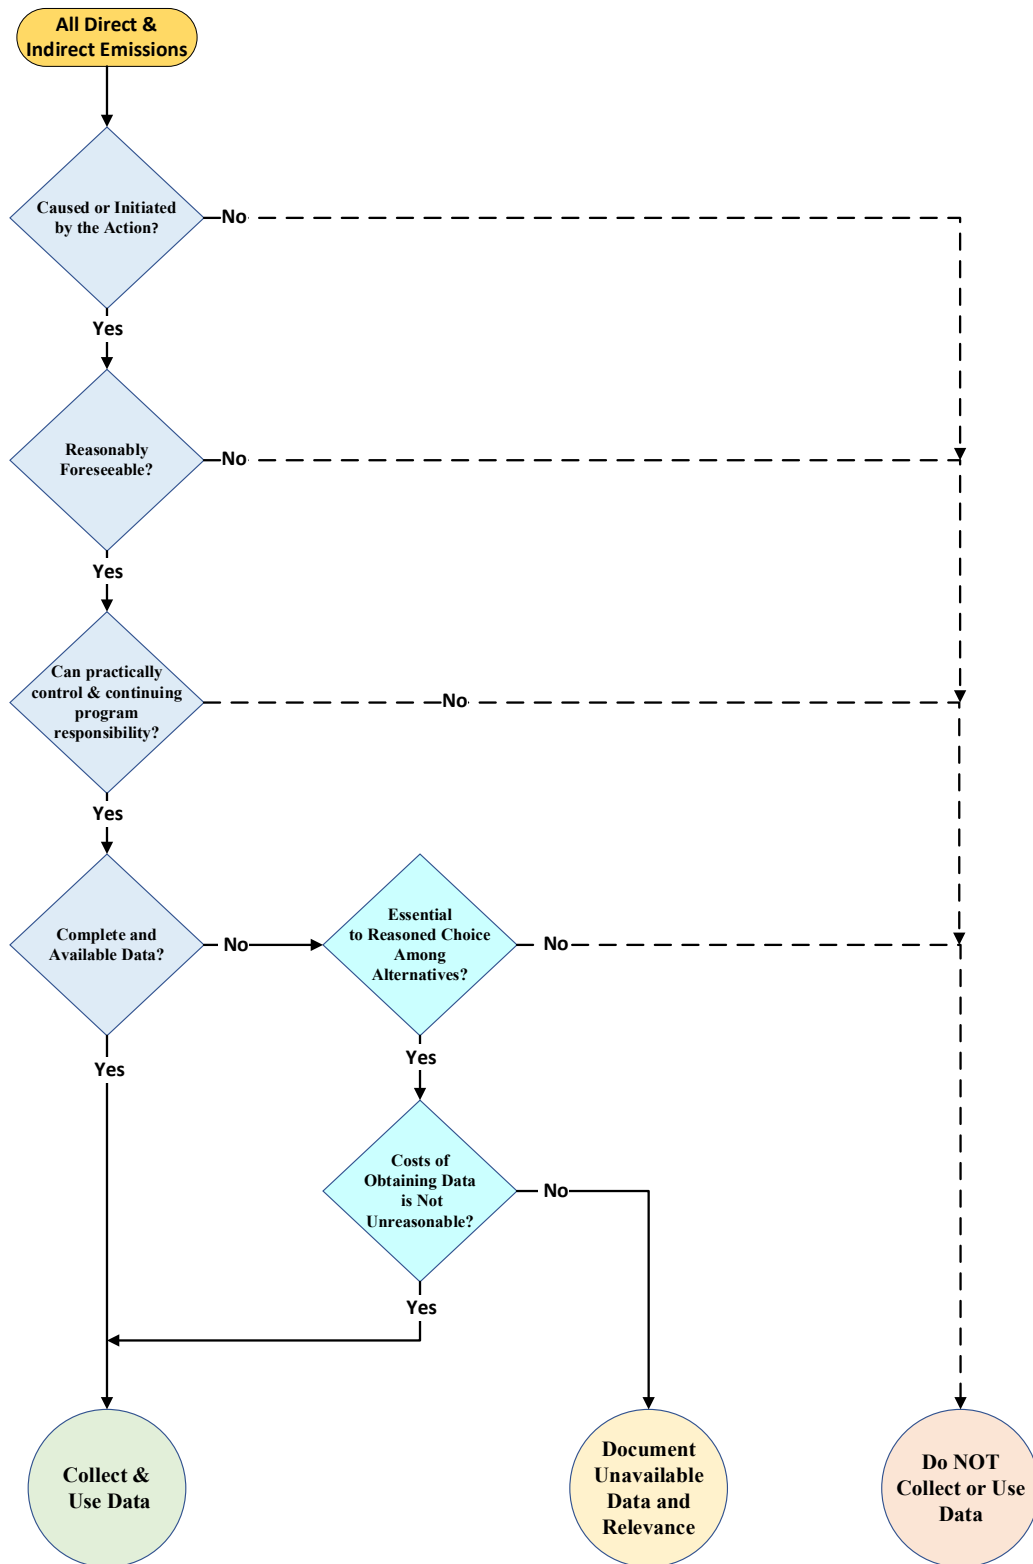 All Direct &
Indirect Emissions
Caused or Initiated
by the Action?
No
Yes
Reasonably
Foreseeable?
No
Yes
Can practically
control & continuing
program
responsibility?
No
Yes
Complete and
Available Data?
No
Essential
to Reasoned Choice
Among
Alternatives?
No
Yes
Yes
Costs of
Obtaining Data
is Not
Unreasonable?
No
Yes
Collect &
Use Data
Document
Unavailable
Data and
Relevance
Do NOT
Collect or Use
Data